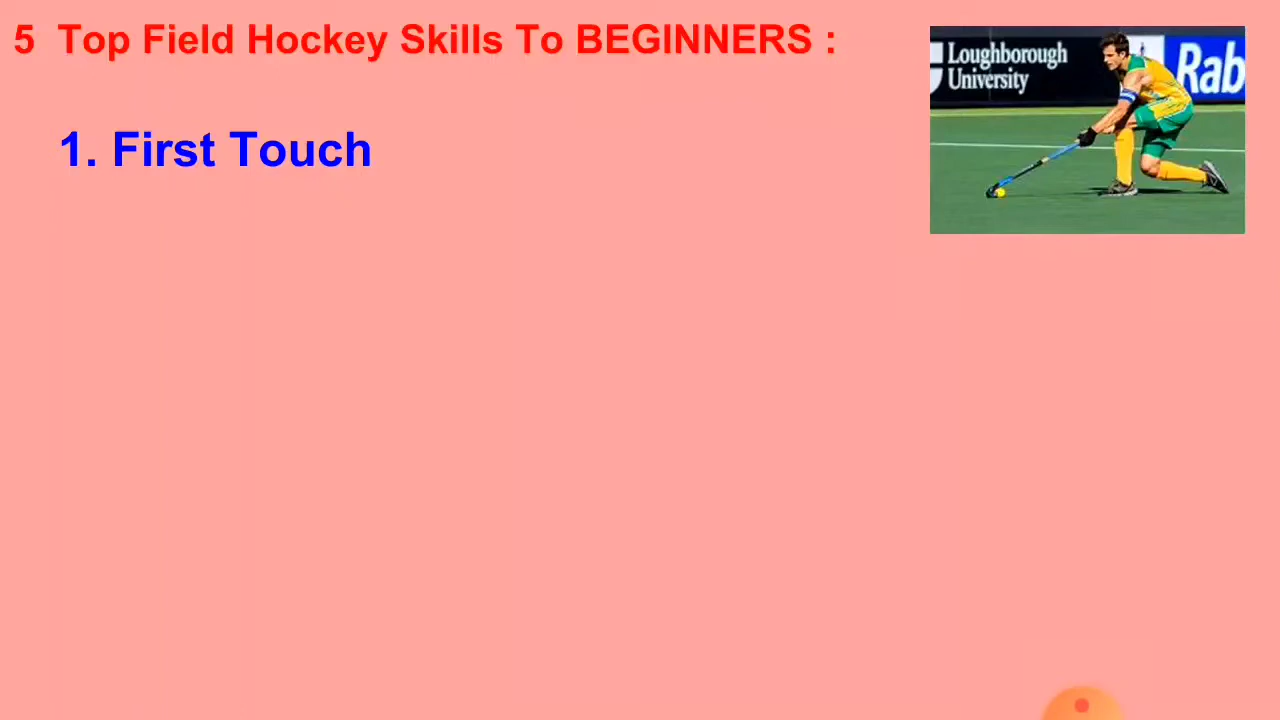 5 Top Field Hockey Skills To BEGINNERS :
1. First Touch
Loughborough
University
Rab